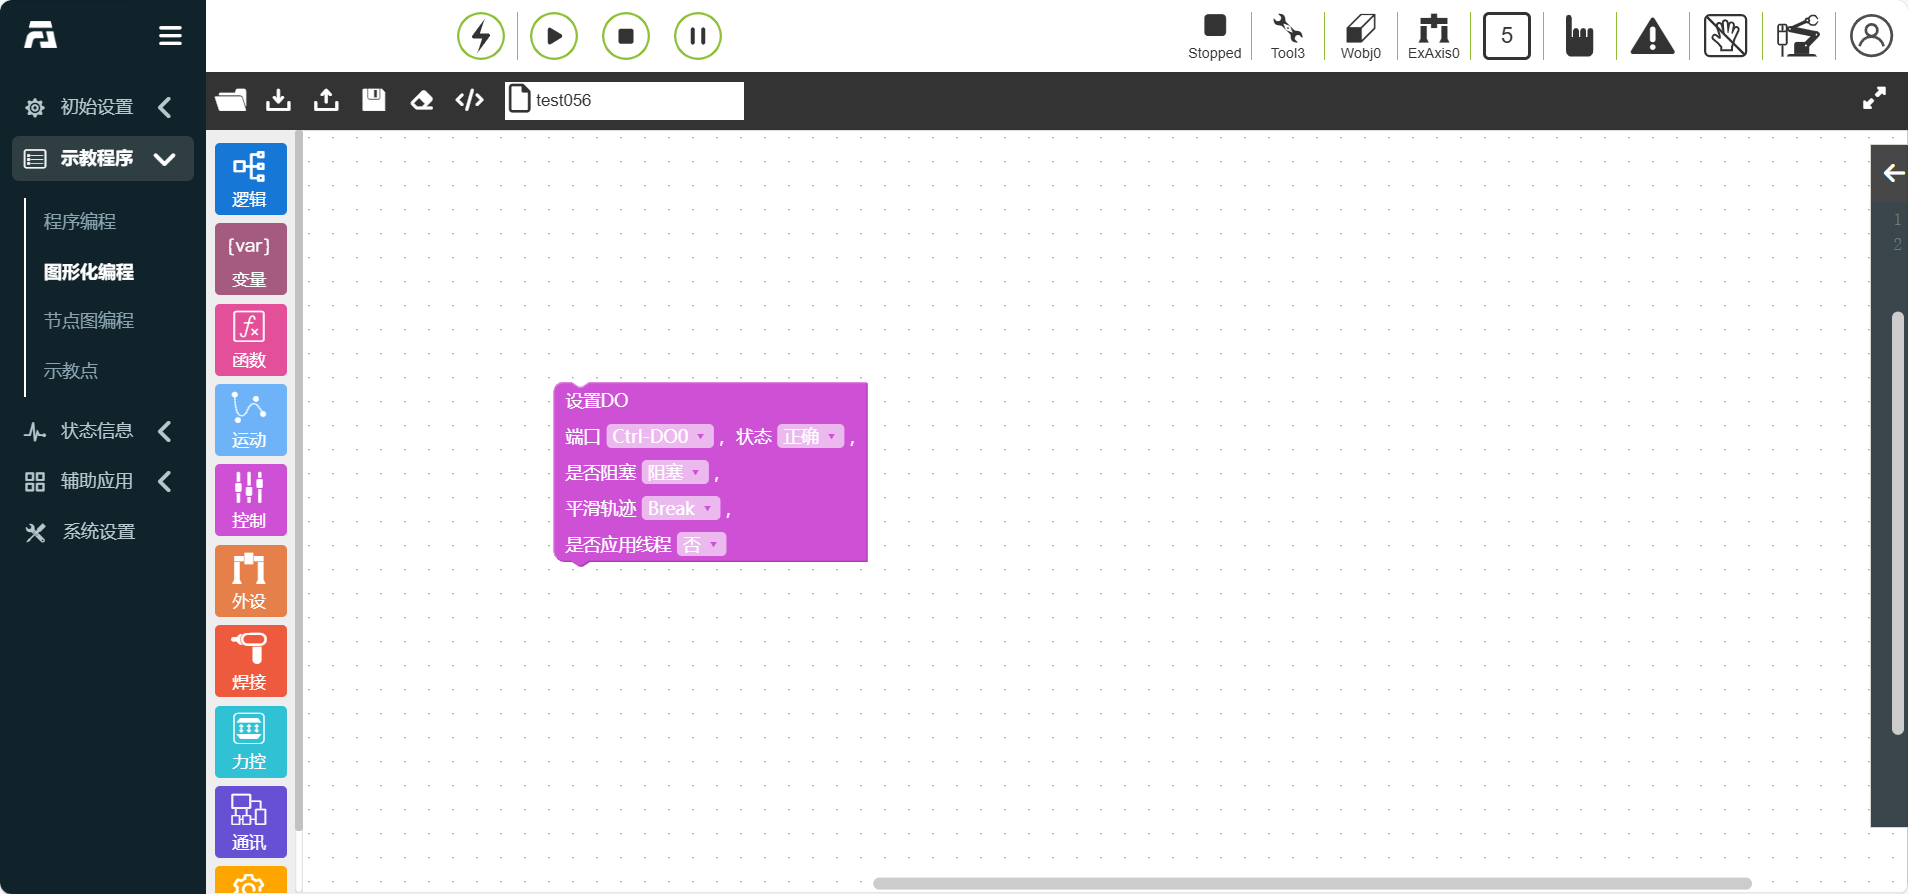 Stopped
Tool3
Wobj0
ExAxis0
5
test056
初始设置
示教程序
程序编程
图形化编程
节点图编程
示教点
状态信息
辅助应用
系统设置
逻辑
{var}
变量
fx
函数
运动
控制
外设
焊接
力控
通讯
设置DO
端口 Ctrl-DO0 , 状态 正确 ,
是否阻塞 阻塞 ,
平滑轨迹 Break ,
是否应用线程 否
1
2